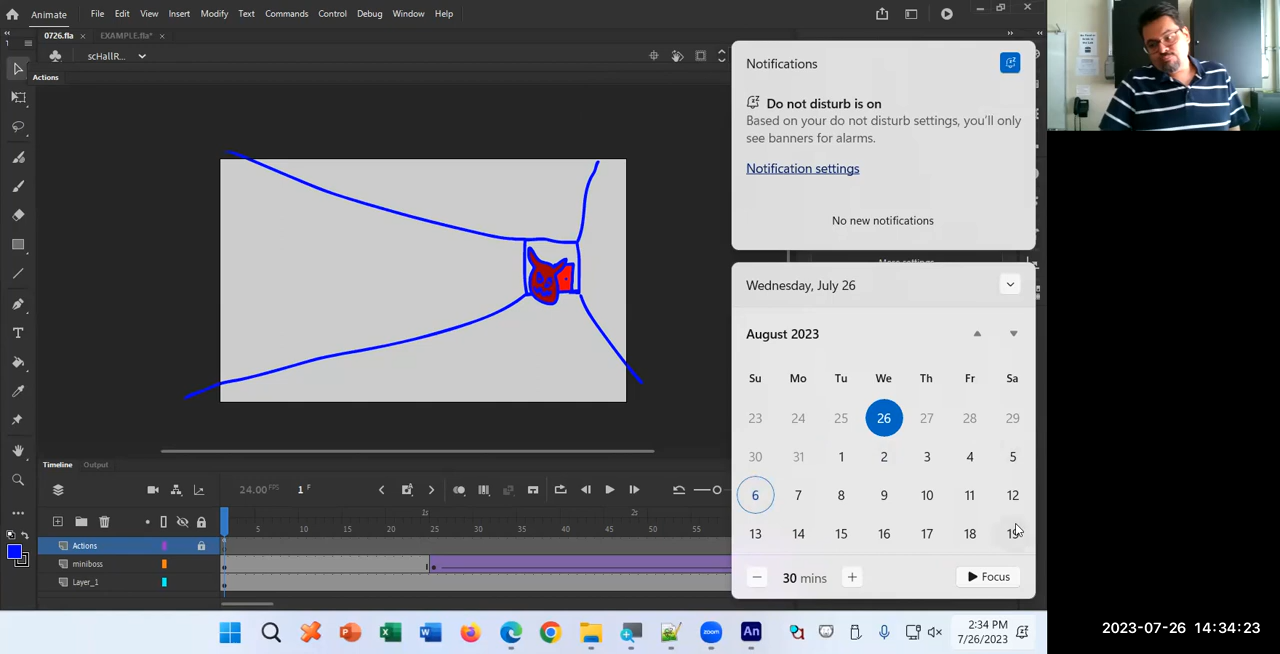 Animate File Edit View Insert Modify Text Commands Control Debug Window Help
0726.fla × EXAMPLE.fla* ×
scHallR...
Actions
Notifications
Do not disturb is on
Based on your do not disturb settings, you'll only
see banners for alarms.
Notification settings
No new notifications
More settings
Wednesday, July 26
August 2023
Su Mo Tu We Th Fr Sa
23 24 25 26 27 28 29
30 31 1 2 3 4 5
6 7 8 9 10 11 12
13 14 15 16 17 18 19
30 mins Focus
Timeline Output
24.00 FPS 1 F
1s 2s
5 10 15 20 25 30 35 40 45 50 55
Actions
miniboss
Layer_1
2:34 PM
7/26/2023
2023-07-26 14:34:23